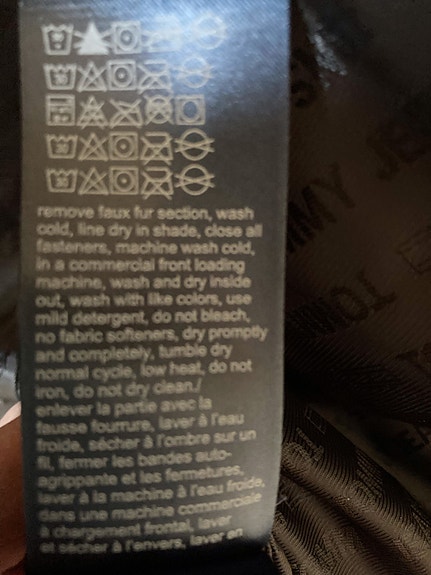 remove faux fur section, wash
cold, line dry in shade, close all
fasteners, machine wash cold,
in a commercial front loading
machine, wash and dry inside
out, wash with like colors, use
mild detergent, do not bleach,
no fabric softeners, dry promptly
and completely, tumble dry
normal cycle, low heat, do not
iron, do not dry clean./
enlever la partie avec la
fausse fourrure, laver à l'eau
froide, sécher à l'ombre sur un
fil, fermer les bandes auto-
agrippante et les fermetures,
laver à la machine à l'eau froide,
dans une machine commerciale
à chargement frontal, laver
et sécher à l'envers, laver en